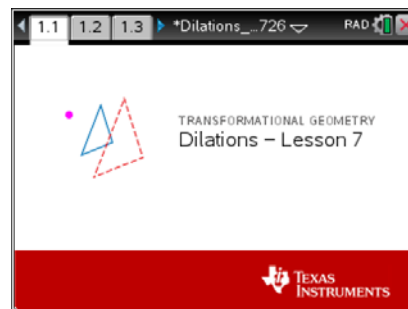 1.1 1.2 1.3 *Dilations_...726 RAD
TRANSFORMATIONAL GEOMETRY
Dilations – Lesson 7
TEXAS
INSTRUMENTS